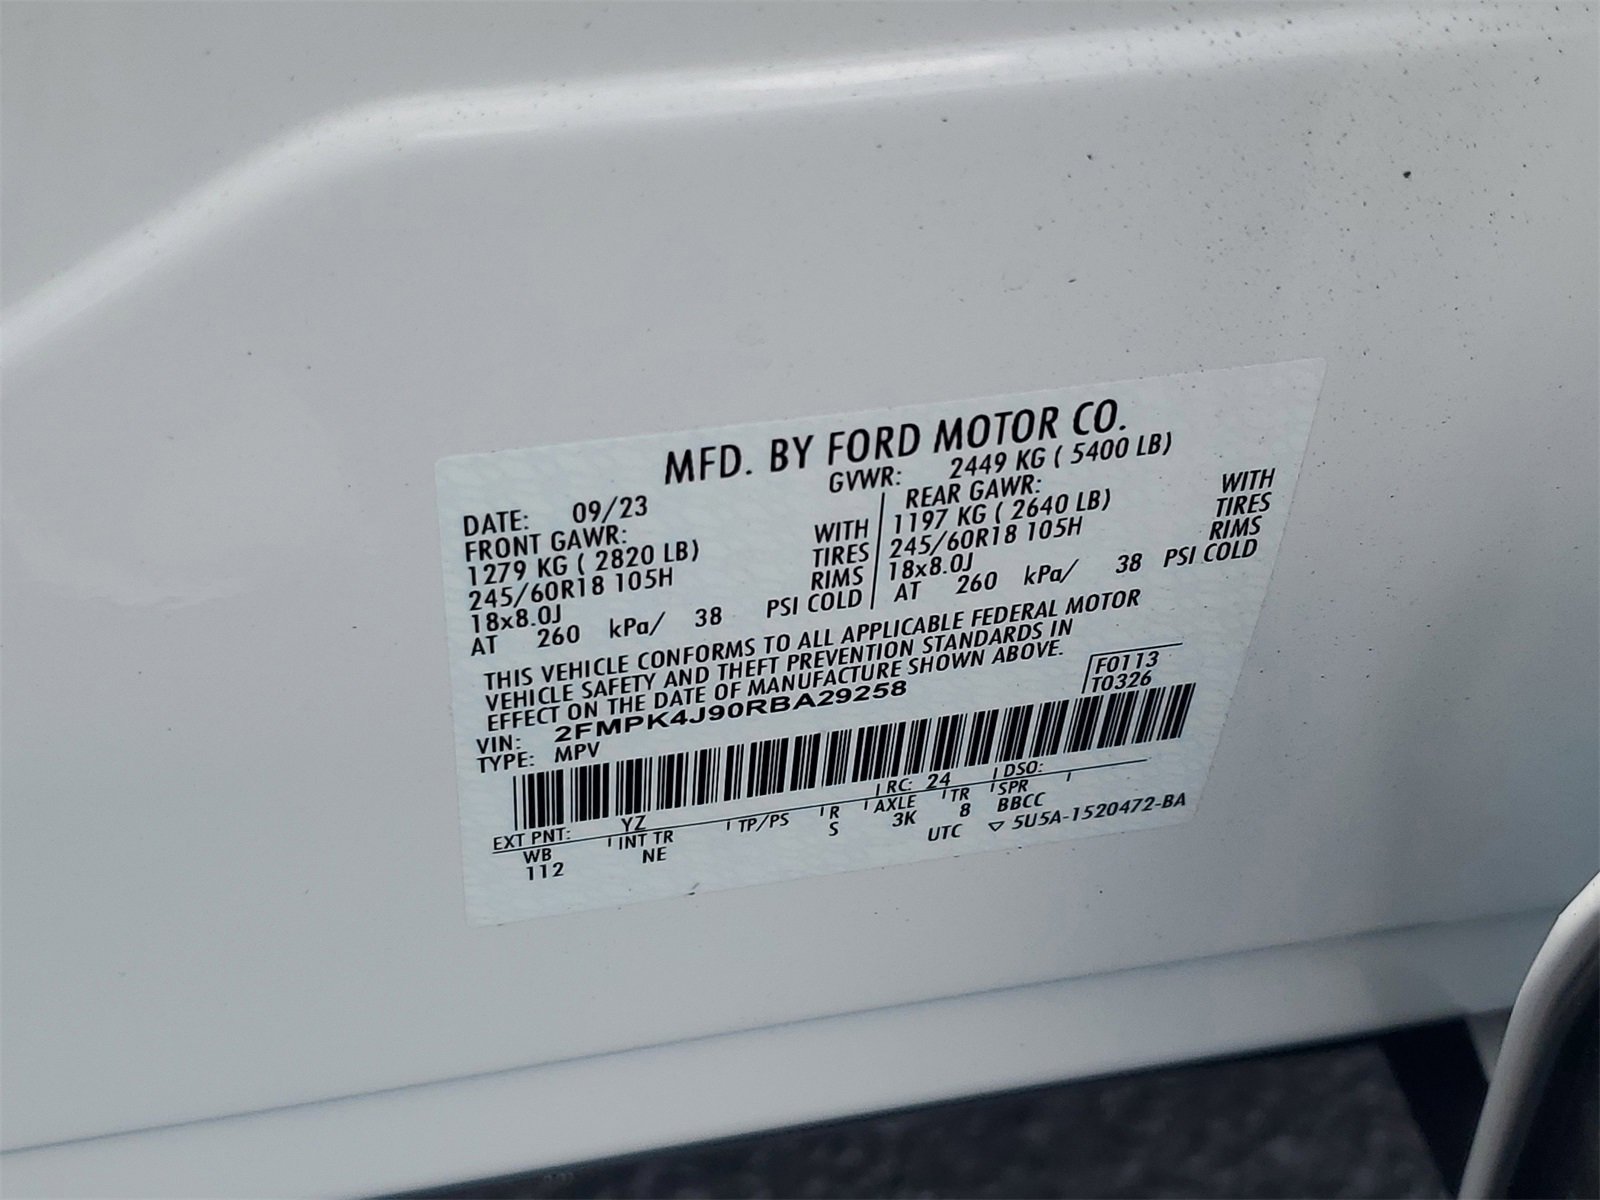 MFD. BY FORD MOTOR CO.
DATE: 09/23 GVWR: 2449 KG ( 5400 LB)
FRONT GAWR: REAR GAWR:
1279 KG ( 2820 LB) WITH 1197 KG ( 2640 LB) WITH
245/60R18 105H TIRES 245/60R18 105H TIRES
18x8.0J RIMS 18x8.0J RIMS
AT 260 kPa/ 38 PSI COLD AT 260 kPa/ 38 PSI COLD
THIS VEHICLE CONFORMS TO ALL APPLICABLE FEDERAL MOTOR
VEHICLE SAFETY AND THEFT PREVENTION STANDARDS IN
EFFECT ON THE DATE OF MANUFACTURE SHOWN ABOVE.
VIN: 2FMPK4J90RBA29258 F0113
TYPE: MPV T0326
EXT PNT: YZ RC: 24 DSO:
WB INT TR TP/PS R AXLE TR SPR
112 NE S 3K 8 BBCC
UTC ▽ 5U5A-1520472-BA